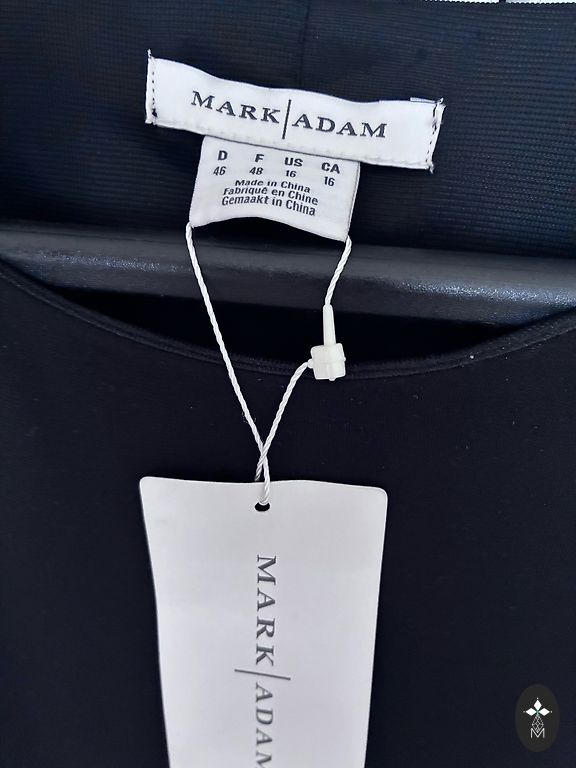 MARK|ADAM
D F US CA
46 48 16 16
Made in China
Fabriqué en Chine
Gemaakt in China
MARK|ADAM
M